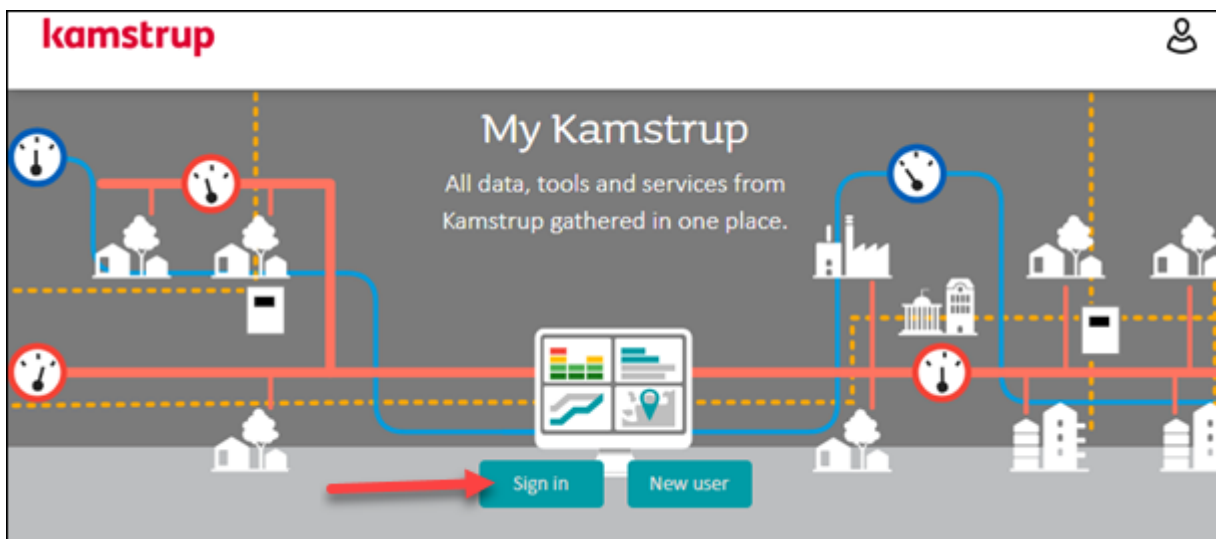 kamstrup
My Kamstrup
All data, tools and services from
Kamstrup gathered in one place.
Sign in
New user